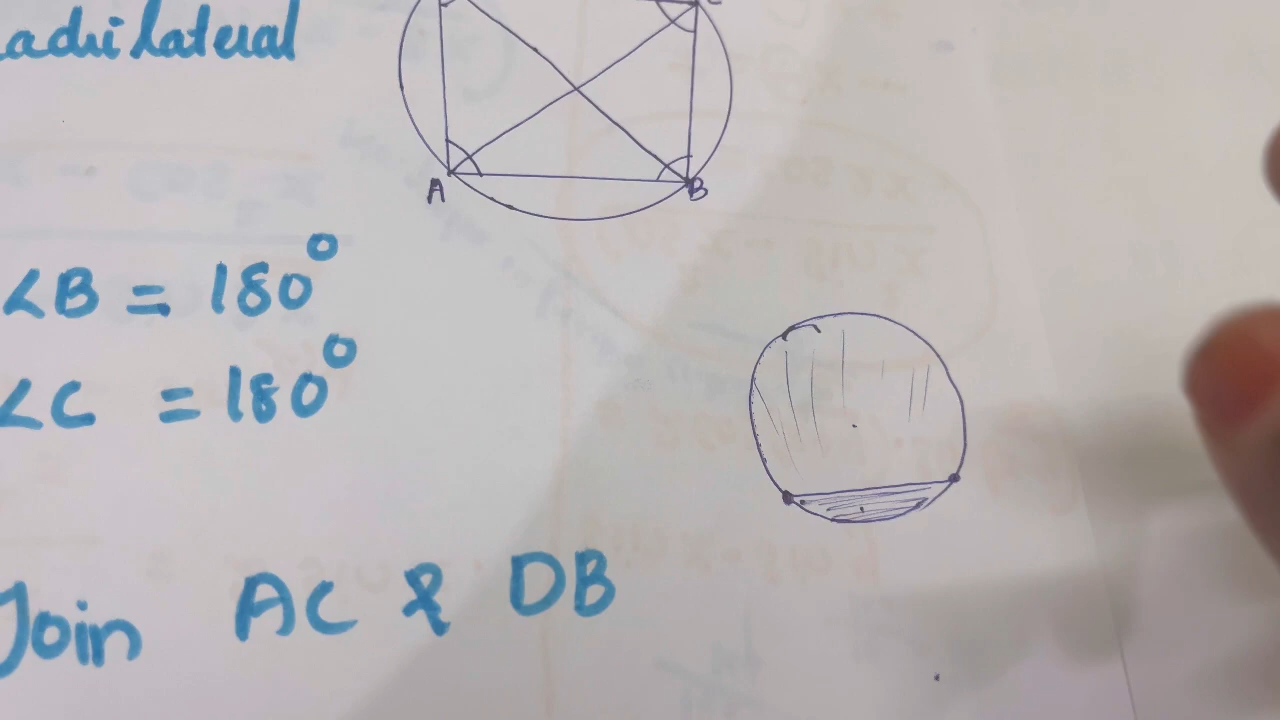 adrilateral
A B
∠B = 180°
∠C = 180°
Join AC & DB